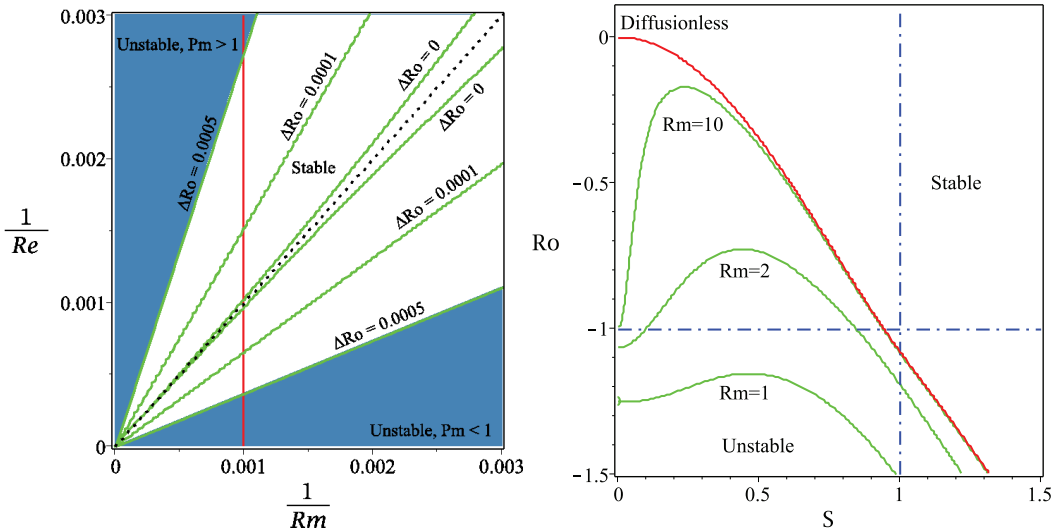 0.003
Unstable, Pm > 1
ΔRo = 0.0005
ΔRo = 0.0001
ΔRo = 0
ΔRo = 0
0.002
Stable
ΔRo = 0.0001
1
Re
0.001
ΔRo = 0.0005
Unstable, Pm < 1
0
0
0.001
0.002
0.003
1
Rm
Diffusionless
0
Rm=10
Stable
−0.5
Ro
Rm=2
−1
Rm=1
Unstable
−1.5
0
0.5
1
1.5
S